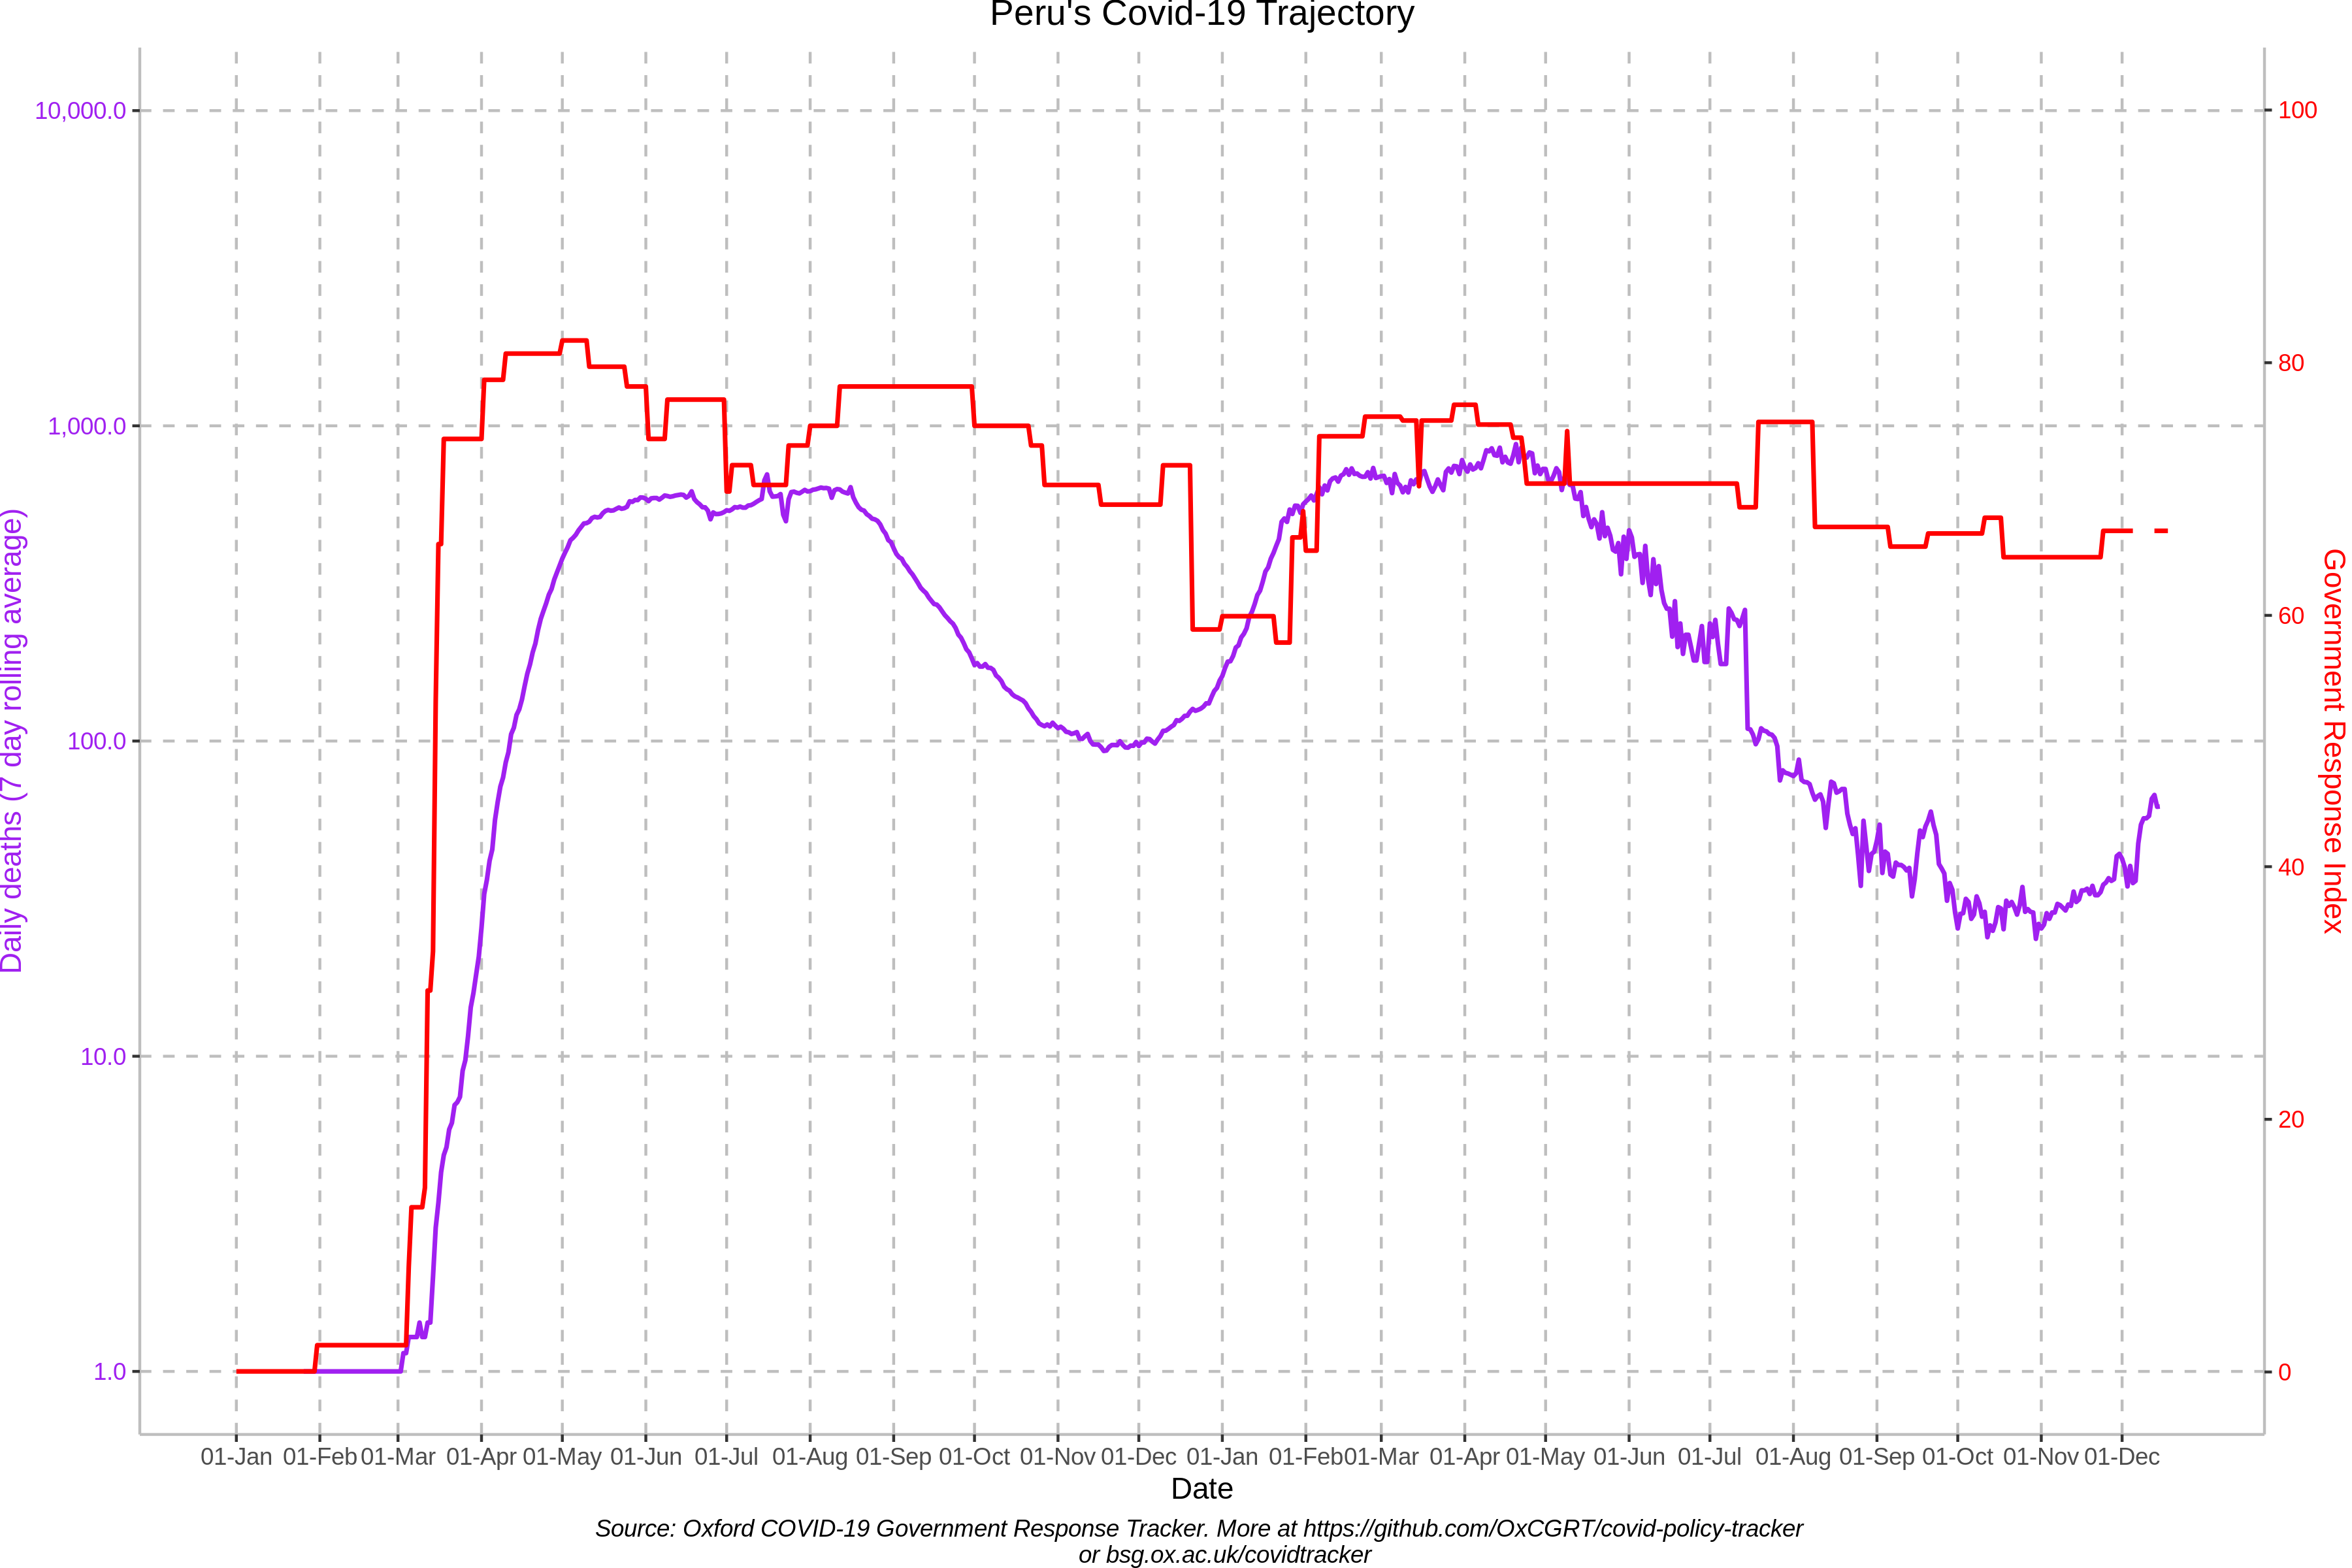 Peru's Covid-19 Trajectory
10,000.0
1,000.0
100.0
10.0
1.0
Daily deaths (7 day rolling average)
100
80
60
40
20
0
Government Response Index
01-Jan 01-Feb 01-Mar 01-Apr 01-May 01-Jun 01-Jul 01-Aug 01-Sep 01-Oct 01-Nov 01-Dec 01-Jan 01-Feb 01-Mar 01-Apr 01-May 01-Jun 01-Jul 01-Aug 01-Sep 01-Oct 01-Nov 01-Dec
Date
Source: Oxford COVID-19 Government Response Tracker. More at https://github.com/OxCGRT/covid-policy-tracker
or bsg.ox.ac.uk/covidtracker